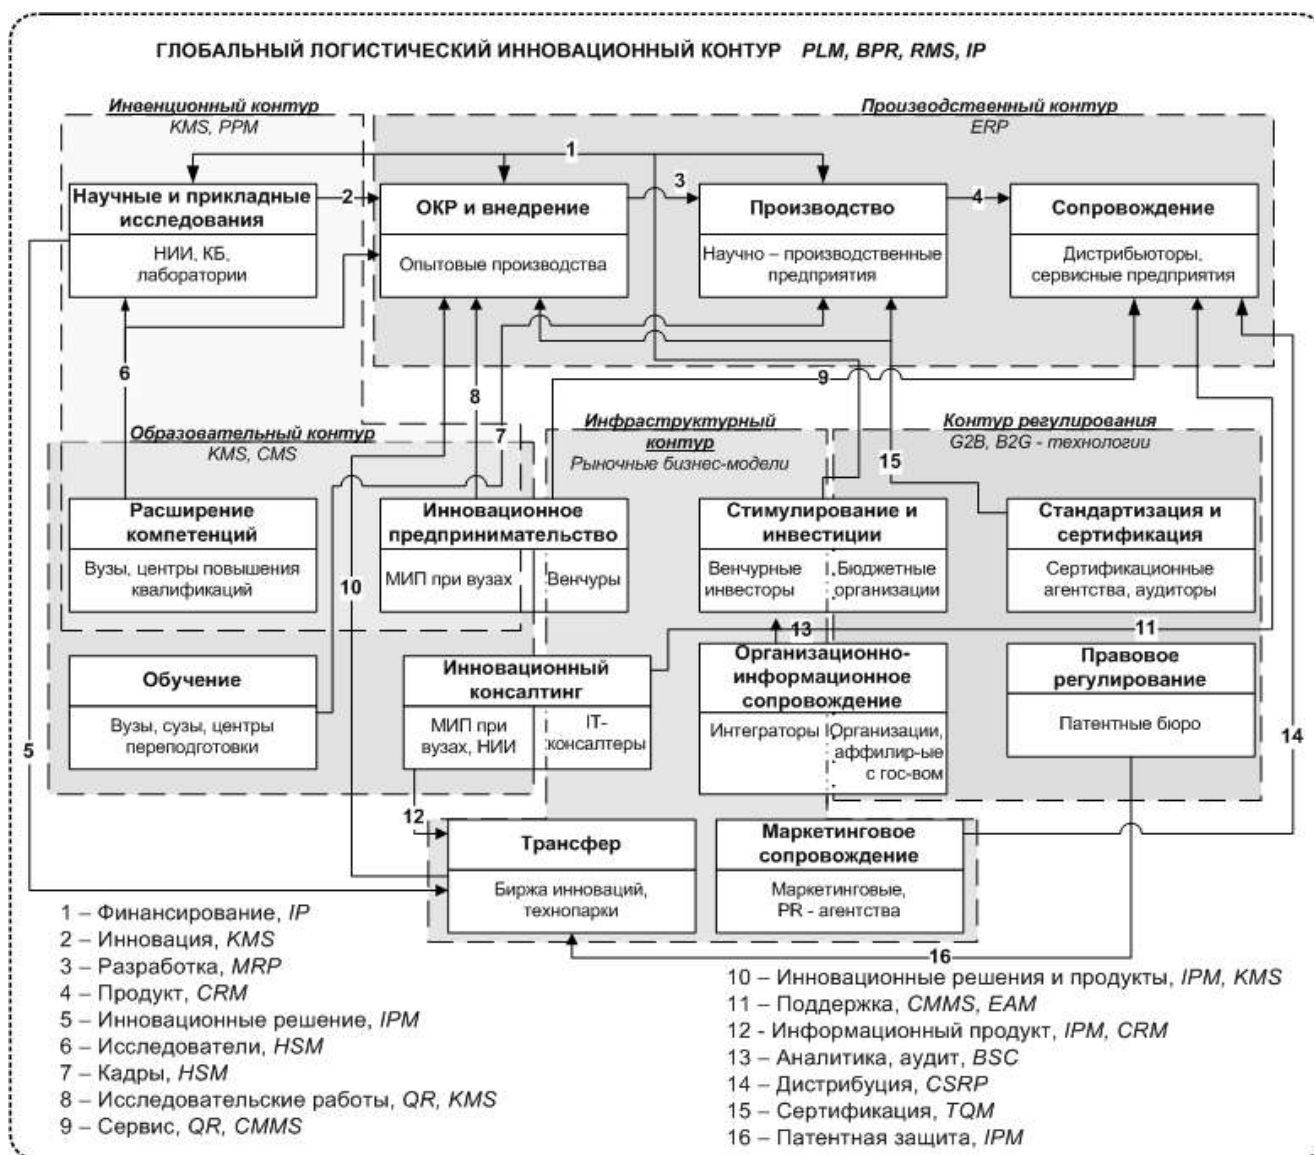 ГЛОБАЛЬНЫЙ ЛОГИСТИЧЕСКИЙ ИННОВАЦИОННЫЙ КОНТУР PLM, BPR, RMS, IP
Инвенционный контур
KMS, PPM
Производственный контур
ERP
1
Научные и прикладные
исследования
НИИ, КБ,
лаборатории
2
ОКР и внедрение
Опытовые производства
3
Производство
Научно – производственные
предприятия
4
Сопровождение
Дистрибьюторы,
сервисные предприятия
6
8
9
7
15
Образовательный контур
KMS, CMS
Инфраструктурный
контур
Рыночные бизнес-модели
Контур регулирования
G2B, B2G - технологии
Расширение
компетенций
Вузы, центры повышения
квалификаций
10
Инновационное
предпринимательство
МИП при вузах
Венчуры
Стимулирование и
инвестиции
Венчурные
инвесторы
Бюджетные
организации
Стандартизация и
сертификация
Сертификационные
агентства, аудиторы
13
11
Обучение
Вузы, сузы, центры
переподготовки
Инновационный
консалтинг
МИП при
вузах, НИИ
IT-
консалтеры
Организационно-
информационное
сопровождение
Интеграторы
Организации,
аффилир-ые
с гос-вом
Правовое
регулирование
Патентные бюро
5
14
12
Трансфер
Биржа инноваций,
технопарки
Маркетинговое
сопровождение
Маркетинговые,
PR - агентства
16
1 – Финансирование, IP
2 – Инновация, KMS
3 – Разработка, MRP
4 – Продукт, CRM
5 – Инновационные решение, IPM
6 – Исследователи, HSM
7 – Кадры, HSM
8 – Исследовательские работы, QR, KMS
9 – Сервис, QR, CMMS
10 – Инновационные решения и продукты, IPM, KMS
11 – Поддержка, CMMS, EAM
12 - Информационный продукт, IPM, CRM
13 – Аналитика, аудит, BSC
14 – Дистрибуция, CSRP
15 – Сертификация, TQM
16 – Патентная защита, IPM